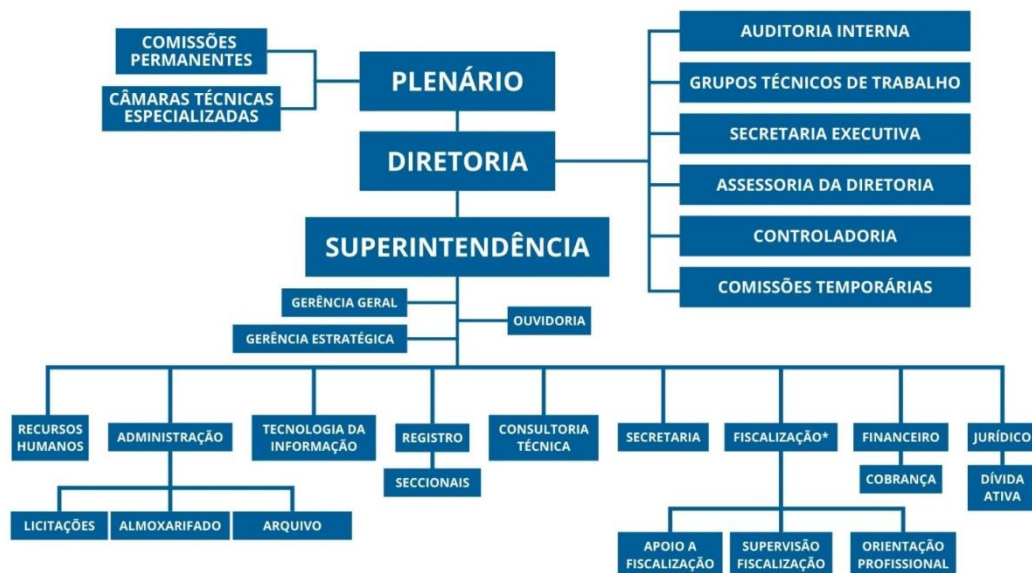 COMISSÕES
PERMANENTES
CÂMARAS TÉCNICAS
ESPECIALIZADAS
PLENÁRIO
DIRETORIA
SUPERINTENDÊNCIA
AUDITORIA INTERNA
GRUPOS TÉCNICOS DE TRABALHO
SECRETARIA EXECUTIVA
ASSESSORIA DA DIRETORIA
CONTROLADORIA
COMISSÕES TEMPORÁRIAS
GERÊNCIA GERAL
OUVIDORIA
GERÊNCIA ESTRATÉGICA
RECURSOS
HUMANOS
ADMINISTRAÇÃO
TECNOLOGIA DA
INFORMAÇÃO
REGISTRO
CONSULTORIA
TÉCNICA
SECRETARIA
FISCALIZAÇÃO*
FINANCEIRO
JURÍDICO
SECCIONAIS
COBRANÇA
DÍVIDA
ATIVA
LICITAÇÕES
ALMOXARIFADO
ARQUIVO
APOIO A
FISCALIZAÇÃO
SUPERVISÃO
FISCALIZAÇÃO
ORIENTAÇÃO
PROFISSIONAL